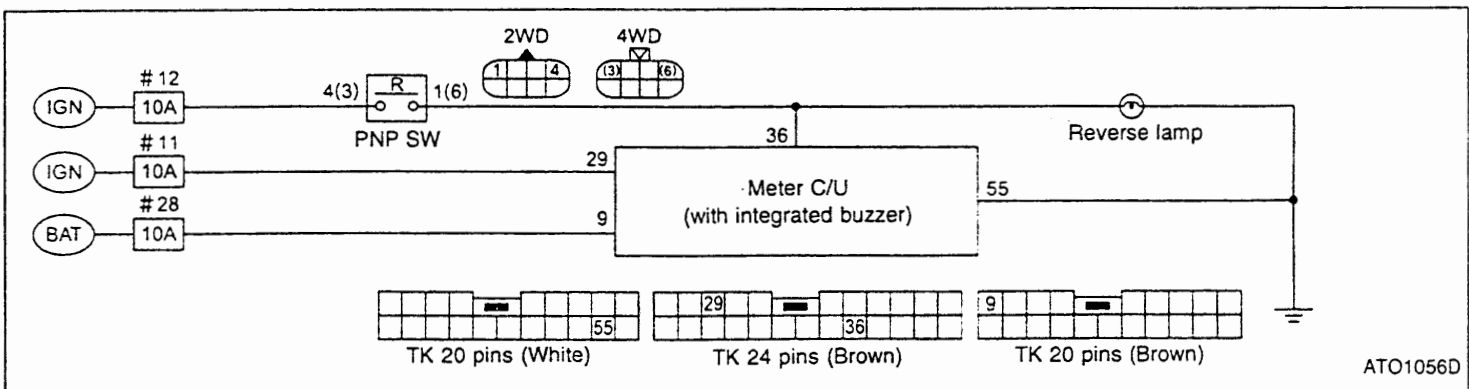 2WD 4WD
1 4 (3) (6)
# 12
IGN 10A 4(3) R 1(6)
PNP SW
36
Reverse lamp
# 11
IGN 10A 29
Meter C/U
(with integrated buzzer)
55
# 28
BAT 10A 9
55
TK 20 pins (White)
29
36
TK 24 pins (Brown)
9
TK 20 pins (Brown)
ATO1056D